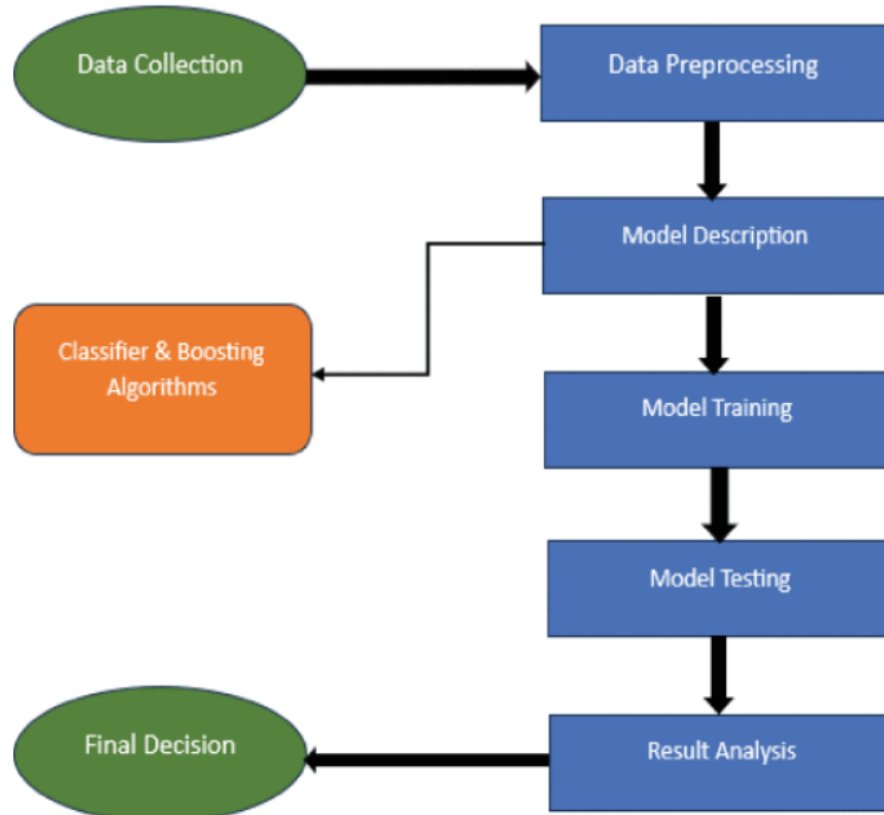 Data Collection
Data Preprocessing
Model Description
Classifier & Boosting
Algorithms
Model Training
Model Testing
Final Decision
Result Analysis